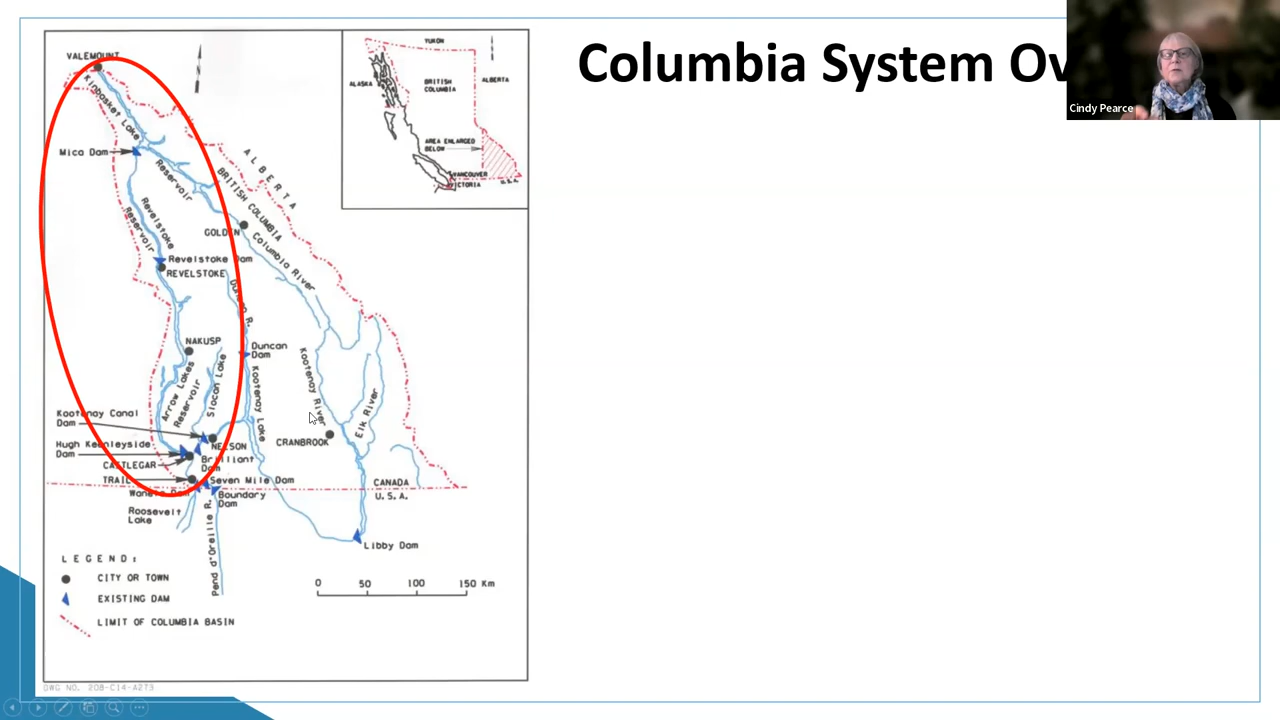 Columbia System Ov
Cindy Pearce
VALEMOUNT
Kinbasket Lake
Reservoir
Mica Dam
ALBERTA
BRITISH COLUMBIA
Revelstoke
Reservoir
GOLDEN
Columbia River
Revelstoke Dam
REVELSTOKE
Duncan R.
NAKUSP
Duncan
Dam
Arrow Lakes
Reservoir
Slocan Lake
Kootenay Lake
Kootenay River
Elk River
Kootenay Canal
Dam
Hugh Keenleyside
Dam
NELSON
CRANBROOK
CASTLEGAR
Brilliant
Dam
TRAIL
Seven Mile Dam
CANADA
U.S.A.
Waneta Dam
Boundary
Dam
Roosevelt
Lake
Pend d'Oreille R.
Libby Dam
YUKON
ALASKA
BRITISH
COLUMBIA
ALBERTA
AREA ENLARGED
BELOW
VANCOUVER
VICTORIA
U.S.A.
LEGEND:
CITY OR TOWN
EXISTING DAM
LIMIT OF COLUMBIA BASIN
0 50 100 150 Km
DWG NO. 208-C14-A273